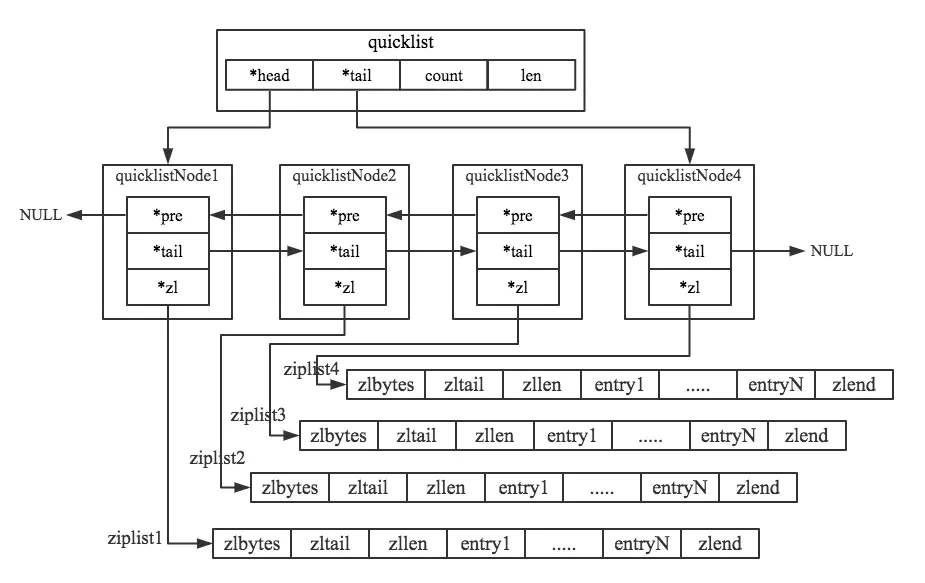 quicklist
*head *tail count len
quicklistNode1 quicklistNode2 quicklistNode3 quicklistNode4
NULL *pre *pre *pre *pre
*tail *tail *tail *tail NULL
*zl *zl *zl *zl
ziplist4 zlbytes zltail zllen entry1 ..... entryN zlend
ziplist3 zlbytes zltail zllen entry1 ..... entryN zlend
ziplist2 zlbytes zltail zllen entry1 ..... entryN zlend
ziplist1 zlbytes zltail zllen entry1 ..... entryN zlend